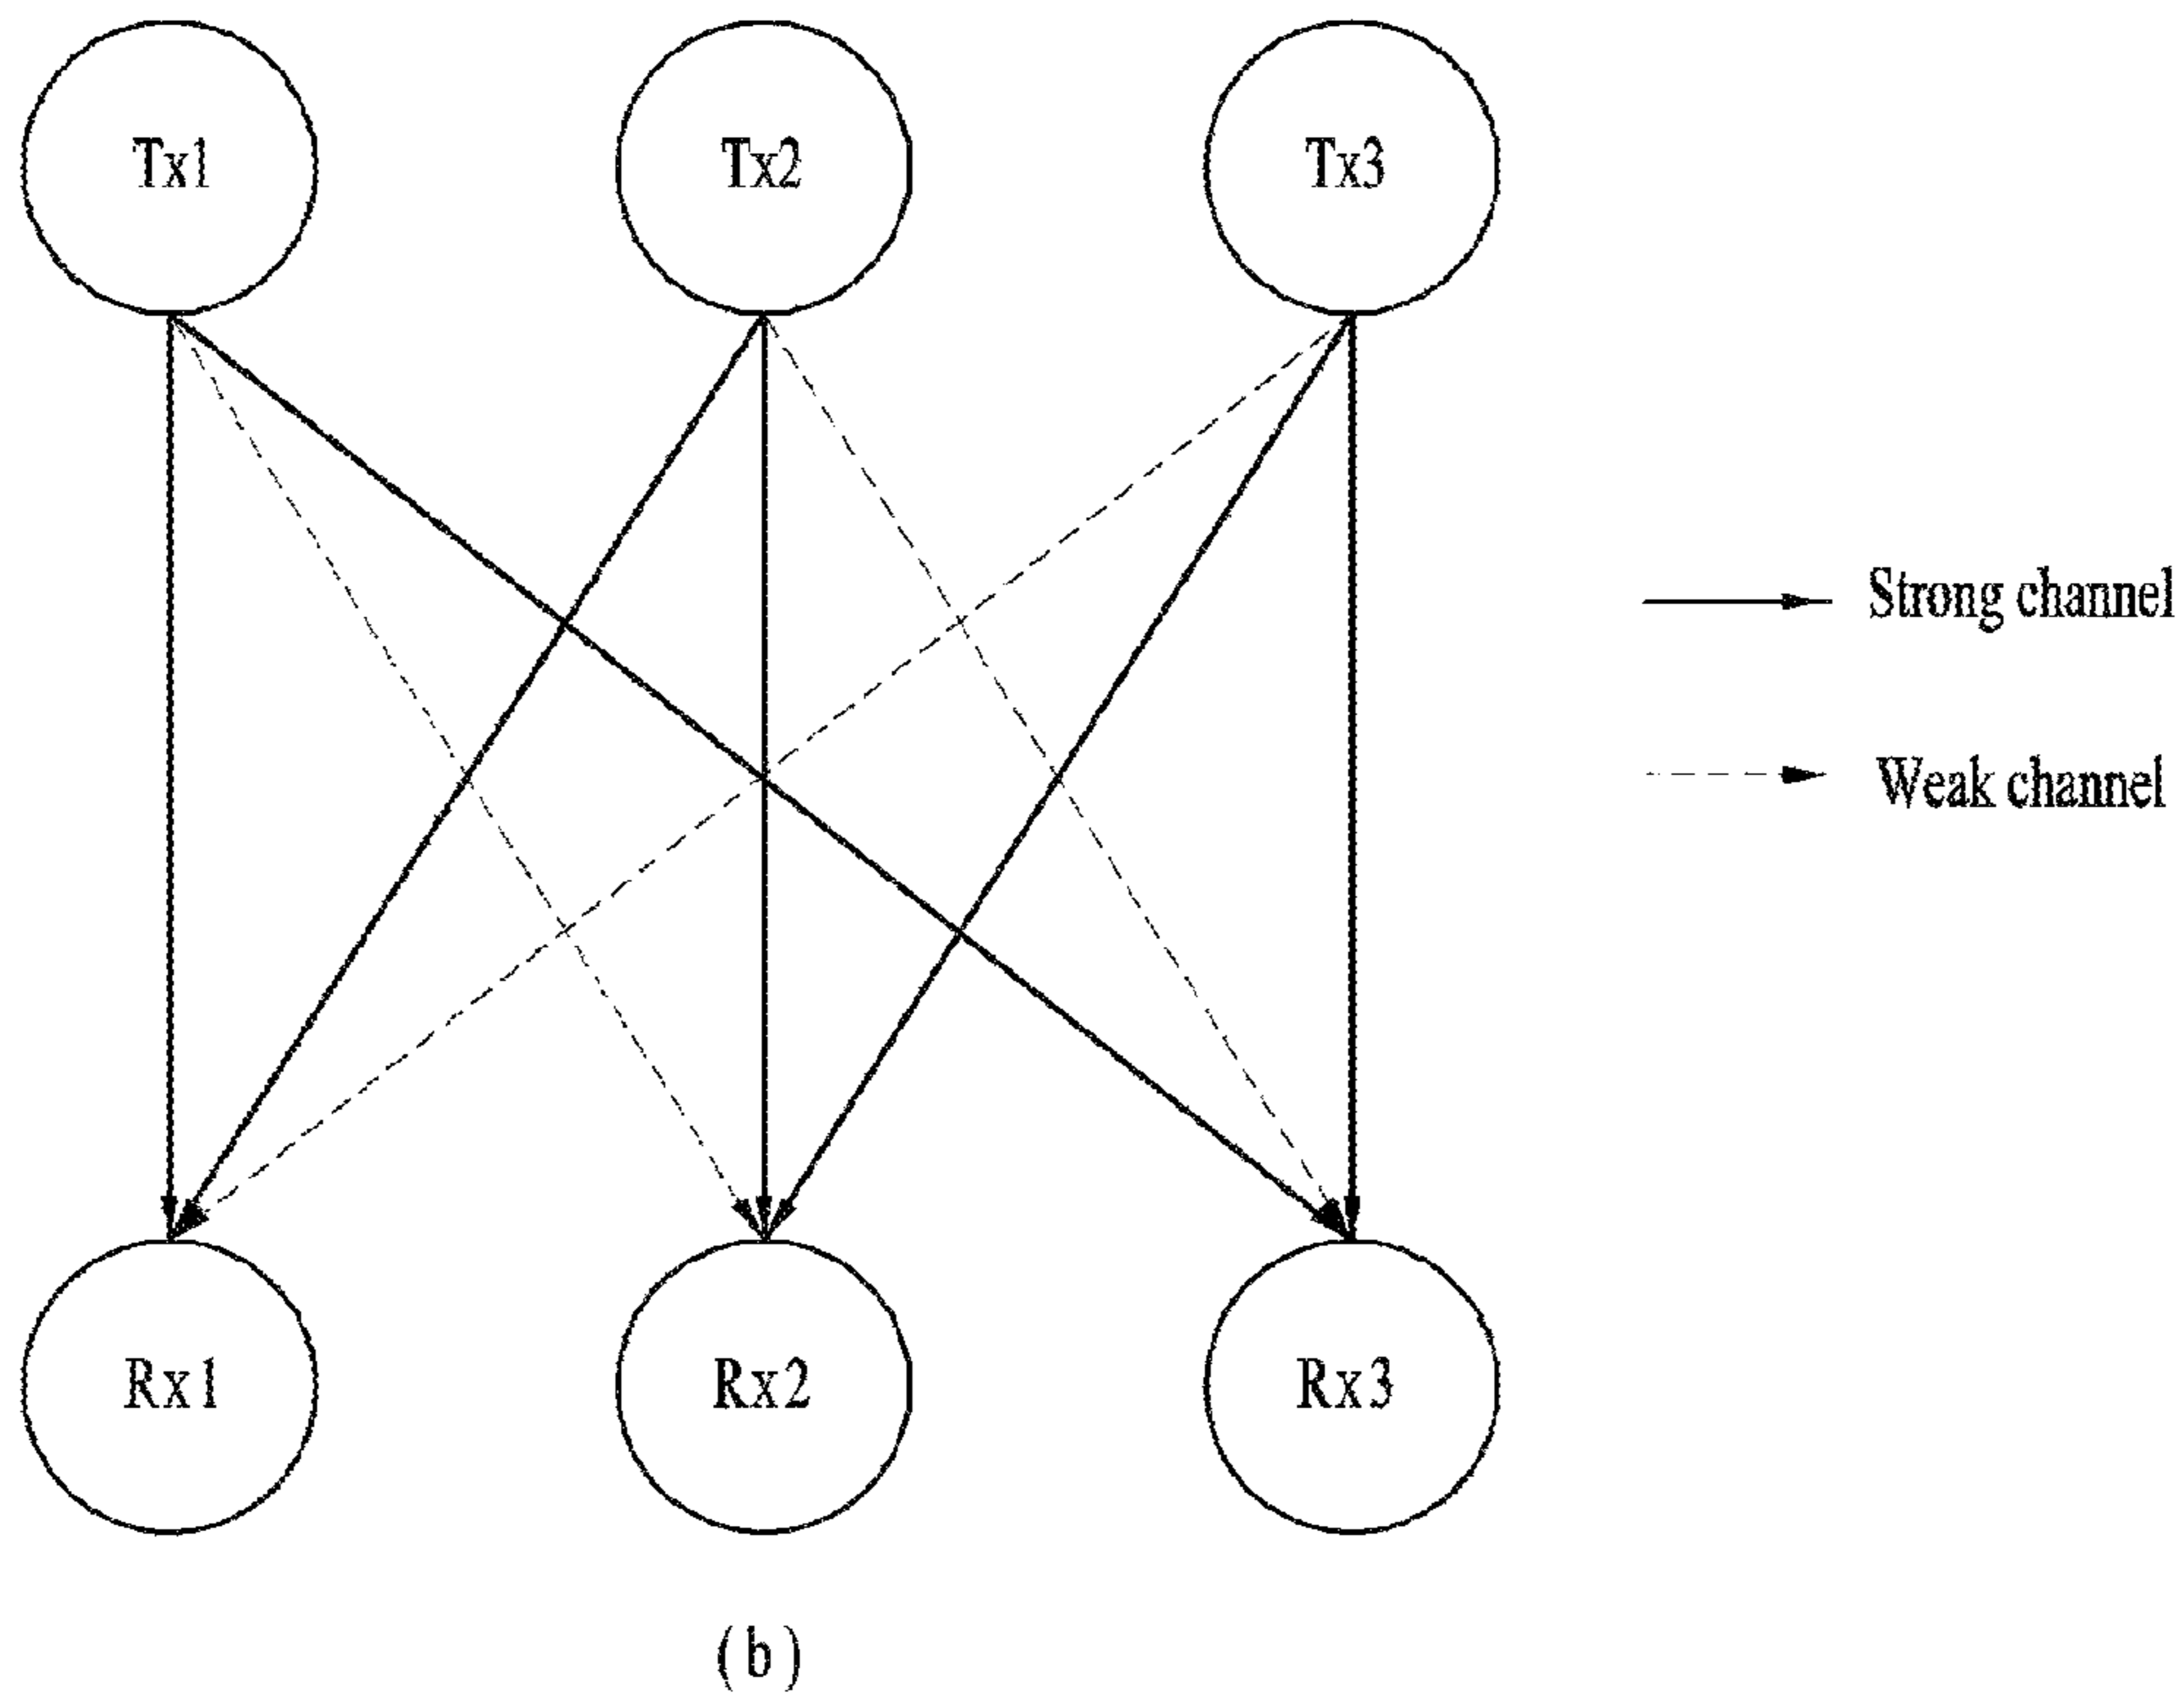 Tx1
Tx2
Tx3
Strong channel
Weak channel
Rx1
Rx2
Rx3
(b)